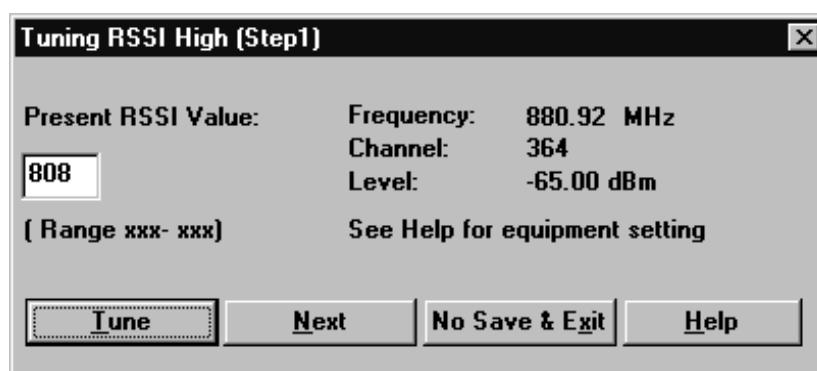 Tuning RSSI High (Step1)
Present RSSI Value:
808
( Range xxx- xxx)
Frequency: 880.92 MHz
Channel: 364
Level: -65.00 dBm
See Help for equipment setting
Tune Next No Save & Exit Help